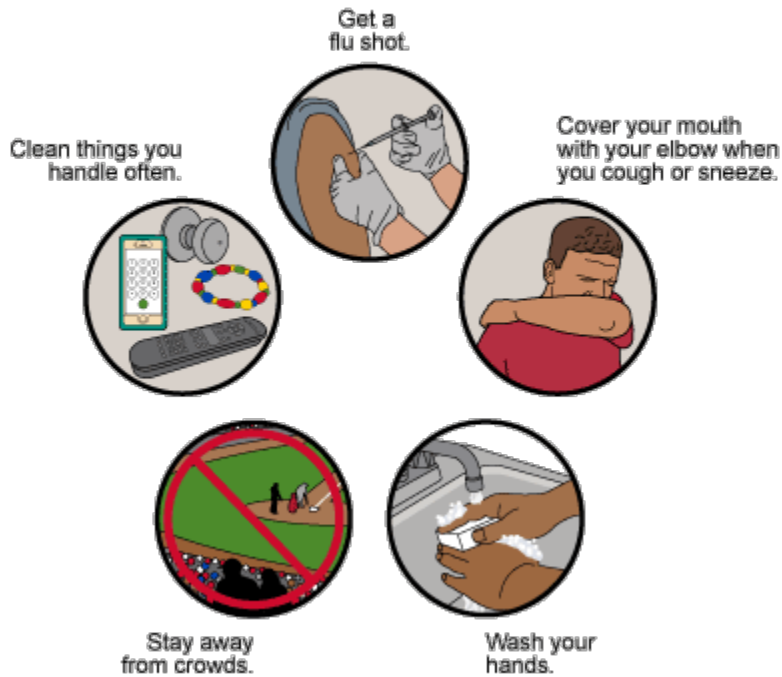 Get a
flu shot.
Clean things you
handle often.
Cover your mouth
with your elbow when
you cough or sneeze.
Stay away
from crowds.
Wash your
hands.